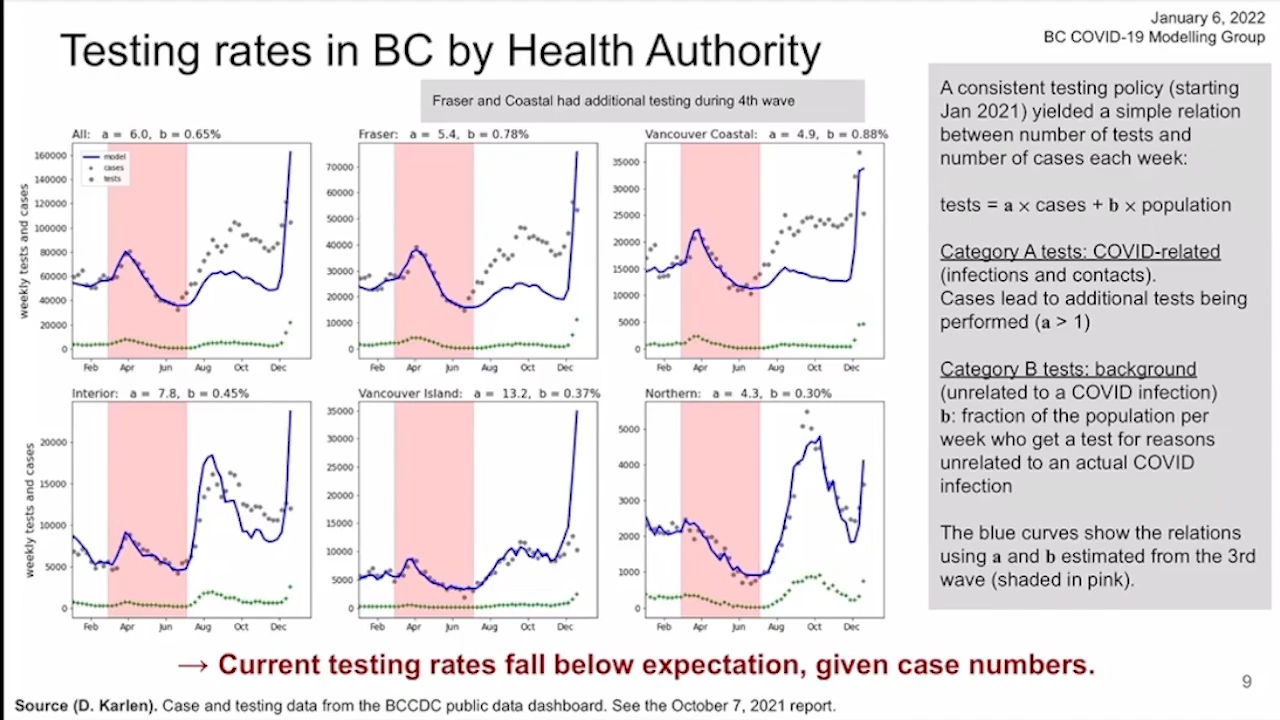 January 6, 2022
BC COVID-19 Modelling Group
Testing rates in BC by Health Authority
Fraser and Coastal had additional testing during 4th wave
All: a = 6.0, b = 0.65%
weekly tests and cases
160000
140000
120000
100000
80000
60000
40000
20000
0
model
cases
tests
Feb Apr Jun Aug Oct Dec
Fraser: a = 5.4, b = 0.78%
70000
60000
50000
40000
30000
20000
10000
0
Feb Apr Jun Aug Oct Dec
Vancouver Coastal: a = 4.9, b = 0.88%
35000
30000
25000
20000
15000
10000
5000
0
Feb Apr Jun Aug Oct Dec
Interior: a = 7.8, b = 0.45%
weekly tests and cases
20000
15000
10000
5000
0
Feb Apr Jun Aug Oct Dec
Vancouver Island: a = 13.2, b = 0.37%
35000
30000
25000
20000
15000
10000
5000
0
Feb Apr Jun Aug Oct Dec
Northern: a = 4.3, b = 0.30%
5000
4000
3000
2000
1000
0
Feb Apr Jun Aug Oct Dec
A consistent testing policy (starting
Jan 2021) yielded a simple relation
between number of tests and
number of cases each week:
tests = a × cases + b × population
Category A tests: COVID-related
(infections and contacts).
Cases lead to additional tests being
performed (a > 1)
Category B tests: background
(unrelated to a COVID infection)
b: fraction of the population per
week who get a test for reasons
unrelated to an actual COVID
infection
The blue curves show the relations
using a and b estimated from the 3rd
wave (shaded in pink).
→ Current testing rates fall below expectation, given case numbers.
9
Source (D. Karlen). Case and testing data from the BCCDC public data dashboard. See the October 7, 2021 report.